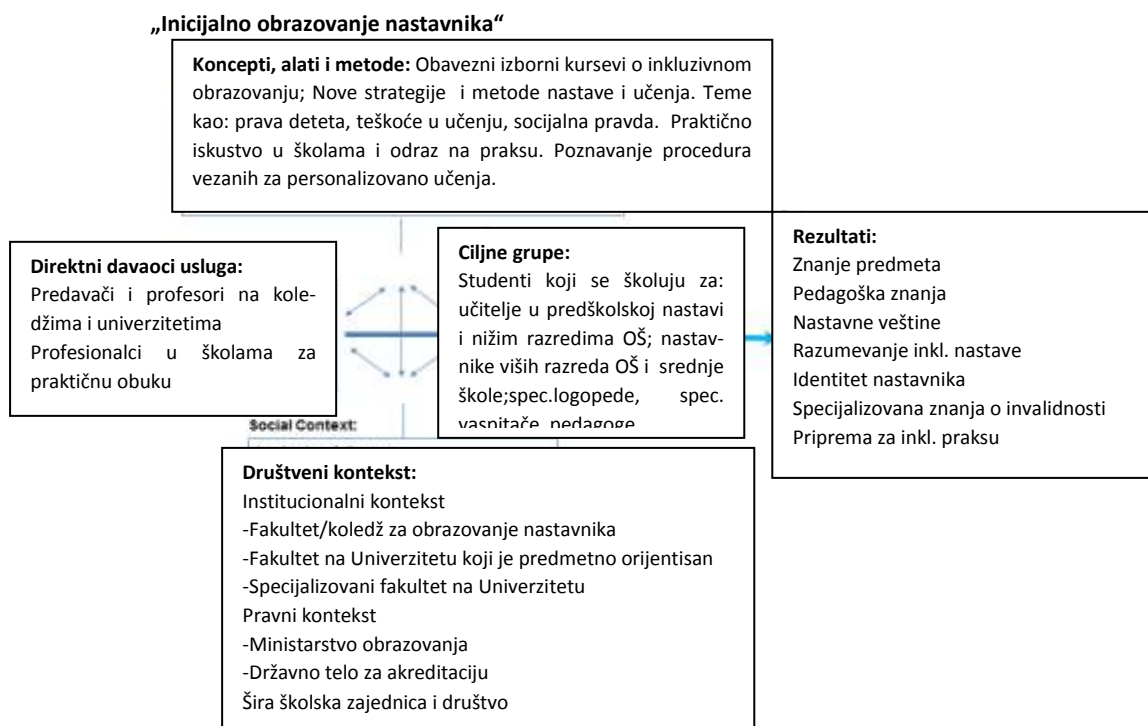 „Inicijalno obrazovanje nastavnika“
Koncepti, alati i metode: Obavezni izborni kursevi o inkluzivnom
obrazovanju; Nove strategije i metode nastave i učenja. Teme
kao: prava deteta, teškoće u učenju, socijalna pravda. Praktično
iskustvo u školama i odraz na praksu. Poznavanje procedura
vezanih za personalizovano učenja.
Direktni davaoci usluga:
Predavači i profesori na kole-
džima i univerzitetima
Profesionalci u školama za
praktičnu obuku
Ciljne grupe:
Studenti koji se školuju za:
učitelje u predškolskoj nastavi
i nižim razredima OŠ; nastav-
nike viših razreda OŠ i srednje
škole;spec.logopede, spec.
vaspitače, pedagoge
Rezultati:
Znanje predmeta
Pedagoška znanja
Nastavne veštine
Razumevanje inkl. nastave
Identitet nastavnika
Specijalizovana znanja o invalidnosti
Priprema za inkl. praksu
Social Context:
Društveni kontekst:
Institucionalni kontekst
-Fakultet/koledž za obrazovanje nastavnika
-Fakultet na Univerzitetu koji je predmetno orijentisan
-Specijalizovani fakultet na Univerzitetu
Pravni kontekst
-Ministarstvo obrazovanja
-Državno telo za akreditaciju
Šira školska zajednica i društvo